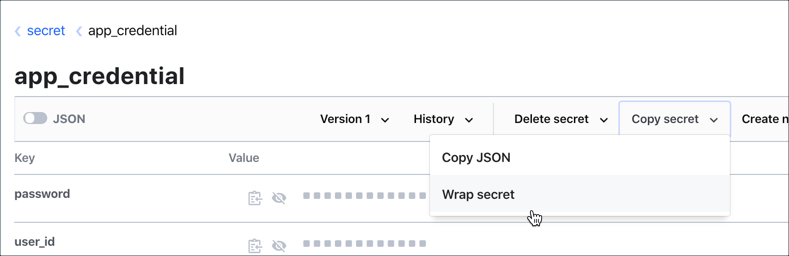 secret app_credential
app_credential
JSON Version 1 History Delete secret Copy secret Create n
Copy JSON
Key Value
Wrap secret
password
user_id